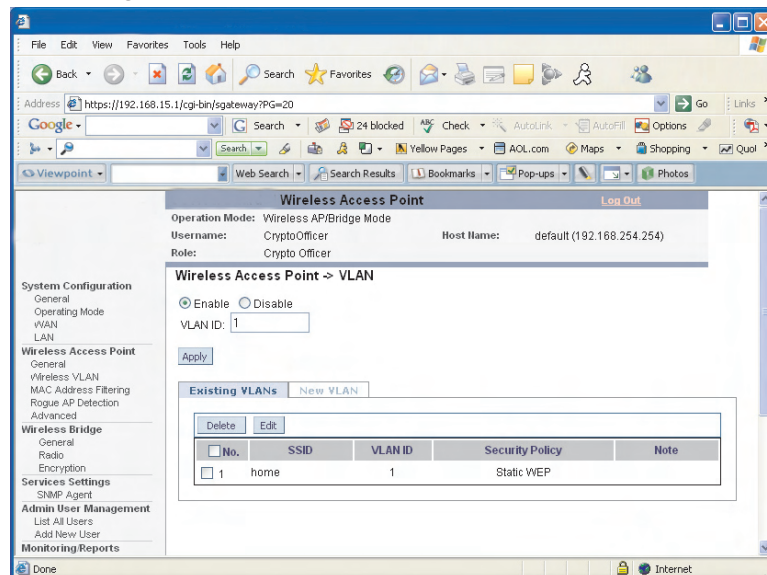 File Edit View Favorites Tools Help
Back Search Favorites
Address https://192.168.15.1/cgi-bin/sgateway?PG=20 Go Links
Google Search 24 blocked ABC Check AutoLink AutoFill Options
Search Yellow Pages AOL.com Maps Shopping Quot
Viewpoint Web Search Search Results Bookmarks Pop-ups Photos
Wireless Access Point Log Out
Operation Mode: Wireless AP/Bridge Mode
Username: CryptoOfficer Host Name: default (192.168.254.254)
Role: Crypto Officer
System Configuration
General
Operating Mode
WAN
LAN
Wireless Access Point
General
Wireless VLAN
MAC Address Filtering
Rogue AP Detection
Advanced
Wireless Bridge
General
Radio
Encryption
Services Settings
SNMP Agent
Admin User Management
List All Users
Add New User
Monitoring/Reports
Wireless Access Point -> VLAN
Enable Disable
VLAN ID: 1
Apply
Existing VLANs New VLAN
Delete Edit
No. SSID VLAN ID Security Policy Note
1 home 1 Static WEP
Done Internet